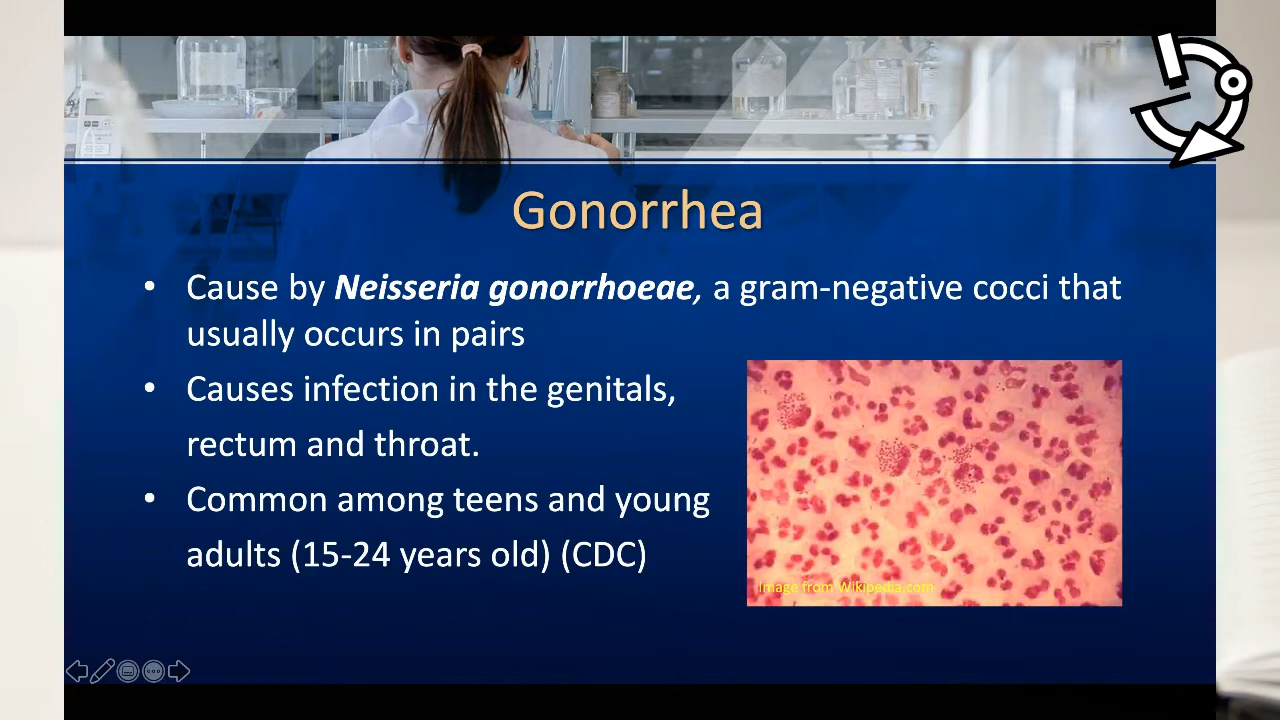 Gonorrhea
• Cause by Neisseria gonorrhoeae, a gram-negative cocci that
usually occurs in pairs
• Causes infection in the genitals,
rectum and throat.
• Common among teens and young
adults (15-24 years old) (CDC)
Image from Wikipedia.com